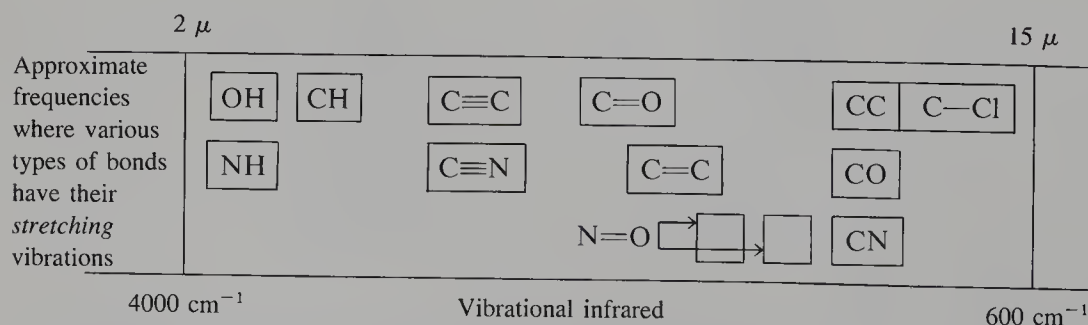 2 μ 15 μ
Approximate
frequencies
where various
types of bonds
have their
stretching
vibrations
OH CH C≡C C=O CC C—Cl
NH C≡N C=C CO
N=O CN
4000 cm⁻¹ Vibrational infrared 600 cm⁻¹